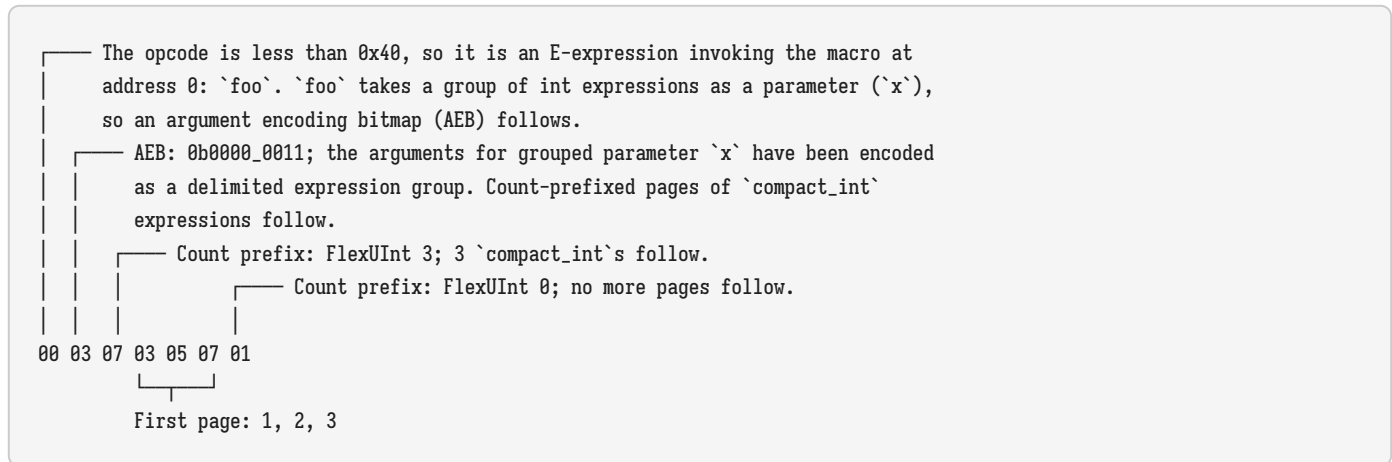 The opcode is less than 0x40, so it is an E-expression invoking the macro at
address 0: `foo`. `foo` takes a group of int expressions as a parameter (`x`),
so an argument encoding bitmap (AEB) follows.
AEB: 0b0000_0011; the arguments for grouped parameter `x` have been encoded
as a delimited expression group. Count-prefixed pages of `compact_int`
expressions follow.
Count prefix: FlexUInt 3; 3 `compact_int`s follow.
Count prefix: FlexUInt 0; no more pages follow.
00 03 07 03 05 07 01
First page: 1, 2, 3